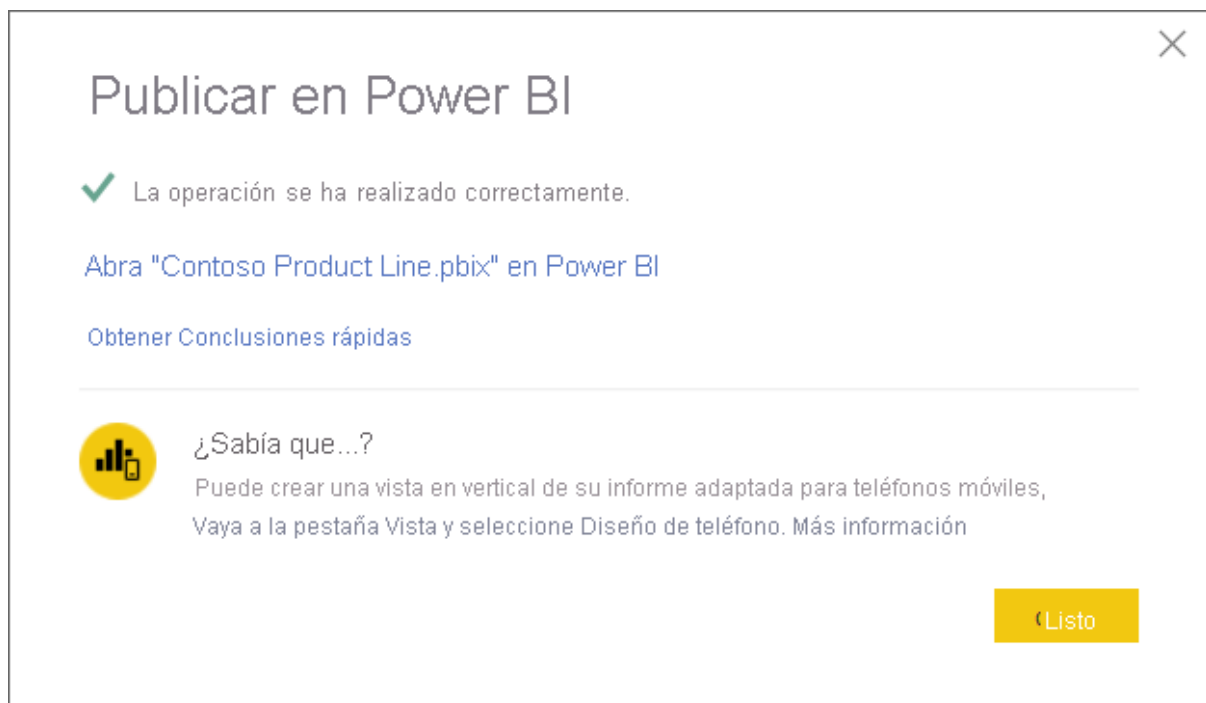 Publicar en Power BI
La operación se ha realizado correctamente.
Abra "Contoso Product Line.pbix" en Power BI
Obtener Conclusiones rápidas
¿Sabía que...?
Puede crear una vista en vertical de su informe adaptada para teléfonos móviles,
Vaya a la pestaña Vista y seleccione Diseño de teléfono. Más información
Listo